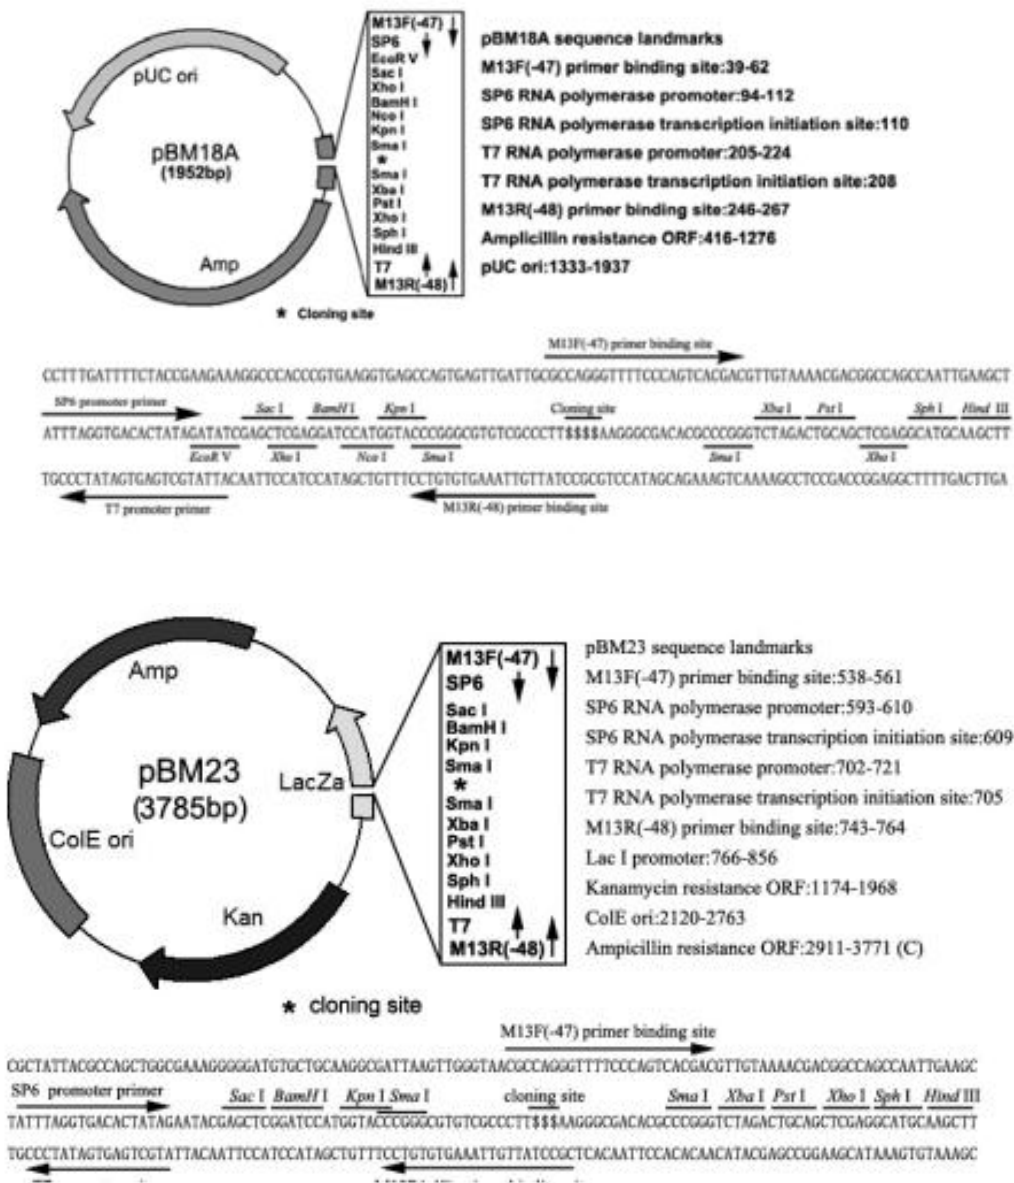 pUC ori
pBM18A
(1952bp)
Amp
M13F(-47)
SP6
EcoR V
Sac I
Xho I
BamH I
Nco I
Kpn I
Sma I
*
Sma I
Xba I
Pst I
Xho I
Sph I
Hind III
T7
M13R(-48)
* Cloning site
pBM18A sequence landmarks
M13F(-47) primer binding site:39-62
SP6 RNA polymerase promoter:94-112
SP6 RNA polymerase transcription initiation site:110
T7 RNA polymerase promoter:205-224
T7 RNA polymerase transcription initiation site:208
M13R(-48) primer binding site:246-267
Amplicillin resistance ORF:416-1276
pUC ori:1333-1937
M13F(-47) primer binding site
CCTTTGATTTTCTACCGAAGAAAGGCCCACCCGTGAAGGTGAGCCAGTGAGTTGATTGCGCCAGGGTTTTCCCAGTCACGACGTTGTAAAACGACGGCCAGCCAATTGAAGCT
SP6 promoter primer Sac I BamH I Kpn I Cloning site Xba I Pst I Sph I Hind III
ATTTAGGTGACACTATAGATATCGAGCTCGAGGATCCATGGTACCCGGGCGTGTCGCCCTT$$$$AAGGGCGACACGCCCGGGTCTAGACTGCAGCTCGAGGCATGCAAGCTT
EcoR V Xho I Nco I Sma I Sma I Xha I
TGCCCTATAGTGAGTCGTATTACAATTCCATCCATAGCTGTTTCCTGTGTGAAATTGTTATCCGCGTCCATAGCAGAAAGTCAAAAGCCTCCGACCGGAGGCTTTTGACTTGA
T7 promoter primer M13R(-48) primer binding site
Amp
pBM23
(3785bp)
LacZa
ColE ori
Kan
M13F(-47)
SP6
Sac I
BamH I
Kpn I
Sma I
*
Sma I
Xba I
Pst I
Xho I
Sph I
Hind III
T7
M13R(-48)
* cloning site
pBM23 sequence landmarks
M13F(-47) primer binding site:538-561
SP6 RNA polymerase promoter:593-610
SP6 RNA polymerase transcription initiation site:609
T7 RNA polymerase promoter:702-721
T7 RNA polymerase transcription initiation site:705
M13R(-48) primer binding site:743-764
Lac I promoter:766-856
Kanamycin resistance ORF:1174-1968
ColE ori:2120-2763
Ampicillin resistance ORF:2911-3771 (C)
M13F(-47) primer binding site
CGCTATTACGCCAGCTGGCGAAAGGGGGATGTGCTGCAAGGCGATTAAGTTGGGTAACGCCAGGGTTTTCCCAGTCACGACGTTGTAAAACGACGGCCAGCCAATTGAAGC
SP6 promoter primer Sac I BamH I Kpn I Sma I cloning site Sma I Xba I Pst I Xho I Sph I Hind III
TATTTAGGTGACACTATAGAATACGAGCTCGGATCCATGGTACCCGGGCGTGTCGCCCTT$$$AAGGGCGACACGCCCGGGTCTAGACTGCAGCTCGAGGCATGCAAGCTT
TGCCCTATAGTGAGTCGTATTACAATTCCATCCATAGCTGTTTCCTGTGTGAAATTGTTATCCGCTCACAATTCCACACAACATACGAGCCGGAAGCATAAAGTGTAAAGC